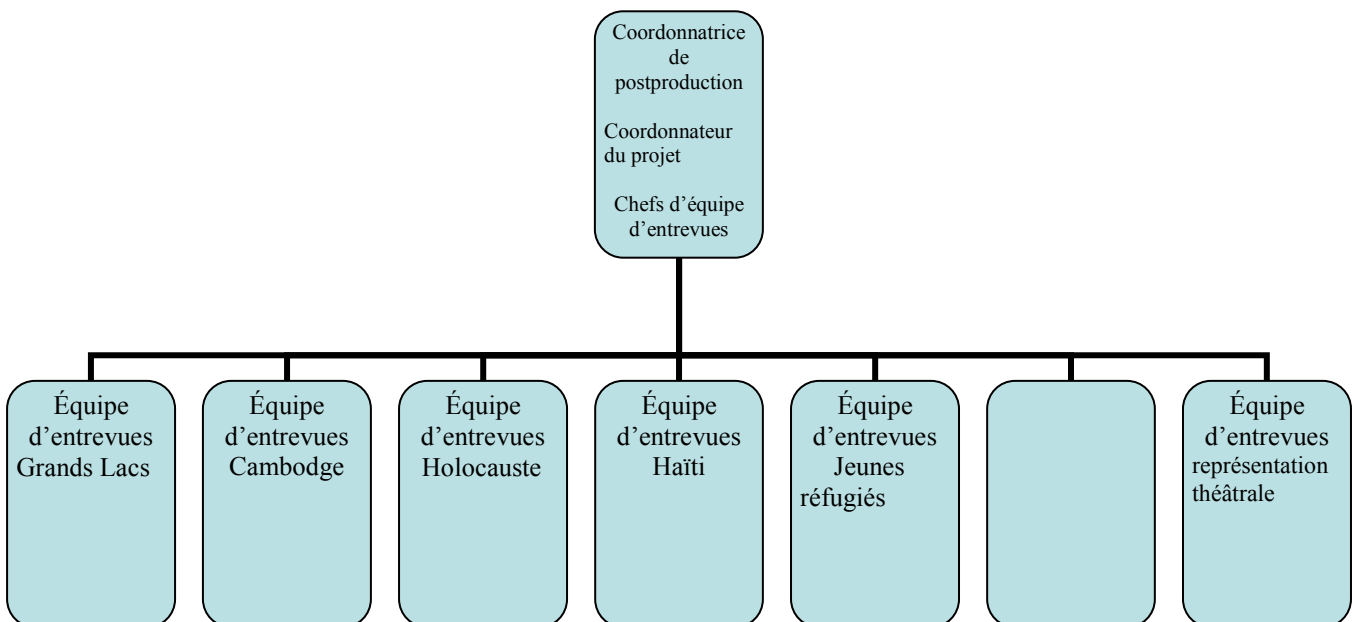 Coordonnatrice
de
postproduction
Coordonnateur
du projet
Chefs d’équipe
d’entrevues
Équipe
d’entrevues
Grands Lacs
Équipe
d’entrevues
Cambodge
Équipe
d’entrevues
Holocauste
Équipe
d’entrevues
Haïti
Équipe
d’entrevues
Jeunes
réfugiés
Équipe
d’entrevues
représentation
théâtrale